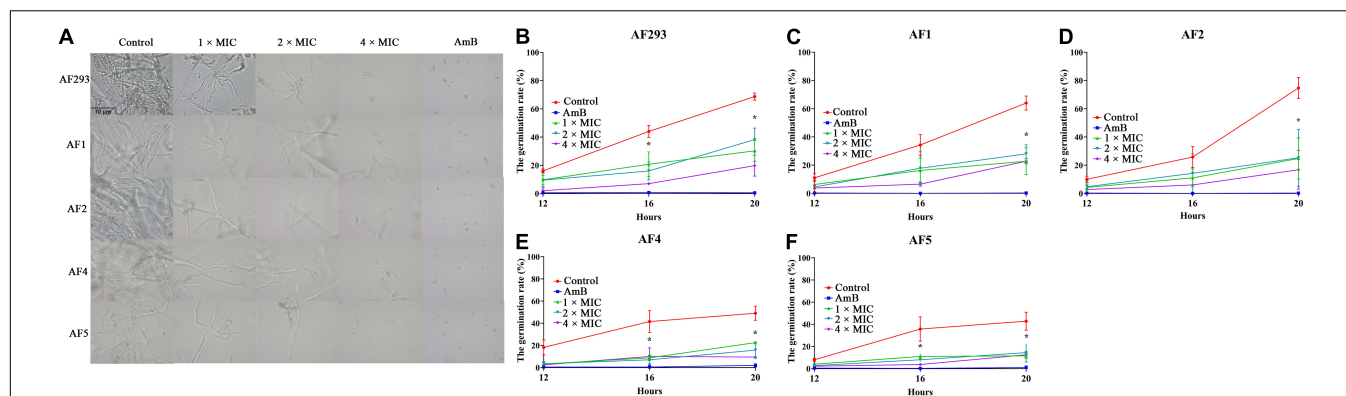 A
Control 1 × MIC 2 × MIC 4 × MIC AmB
AF293
10 μm
AF1
AF2
AF4
AF5
B
AF293
The germination rate (%)
100
80
60
40
20
0
Control
AmB
1 × MIC
2 × MIC
4 × MIC
*
*
12 16 20
Hours
C
AF1
The germination rate (%)
100
80
60
40
20
0
Control
AmB
1 × MIC
2 × MIC
4 × MIC
*
12 16 20
Hours
D
AF2
The germination rate (%)
100
80
60
40
20
0
Control
AmB
1 × MIC
2 × MIC
4 × MIC
*
12 16 20
Hours
E
AF4
The germination rate (%)
100
80
60
40
20
0
Control
AmB
1 × MIC
2 × MIC
4 × MIC
*
*
12 16 20
Hours
F
AF5
The germination rate (%)
100
80
60
40
20
0
Control
AmB
1 × MIC
2 × MIC
4 × MIC
*
*
12 16 20
Hours